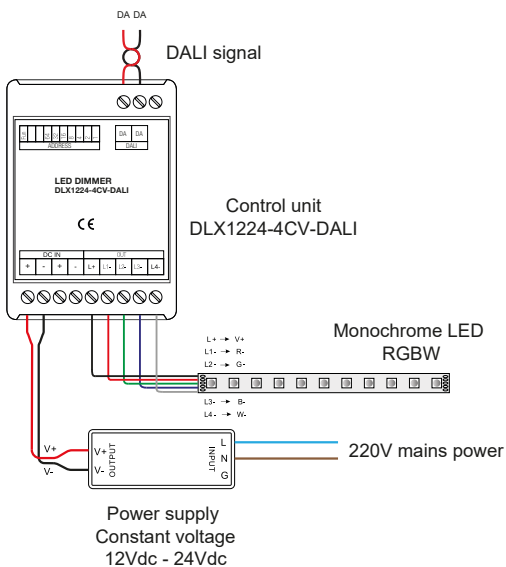 DA DA
DALI signal
DA DA
ADDRESS
DALI
LED DIMMER
DLX1224-4CV-DALI
CE
Control unit
DLX1224-4CV-DALI
DC IN
OUT
+ - + - L+ L1- L2- L3- L4-
Monochrome LED
RGBW
L+ → V+
L1- → R-
L2- → G-
L3- → B-
L4- → W-
V+
V-
V+
V-
OUTPUT
INPUT
L
N
G
220V mains power
Power supply
Constant voltage
12Vdc - 24Vdc